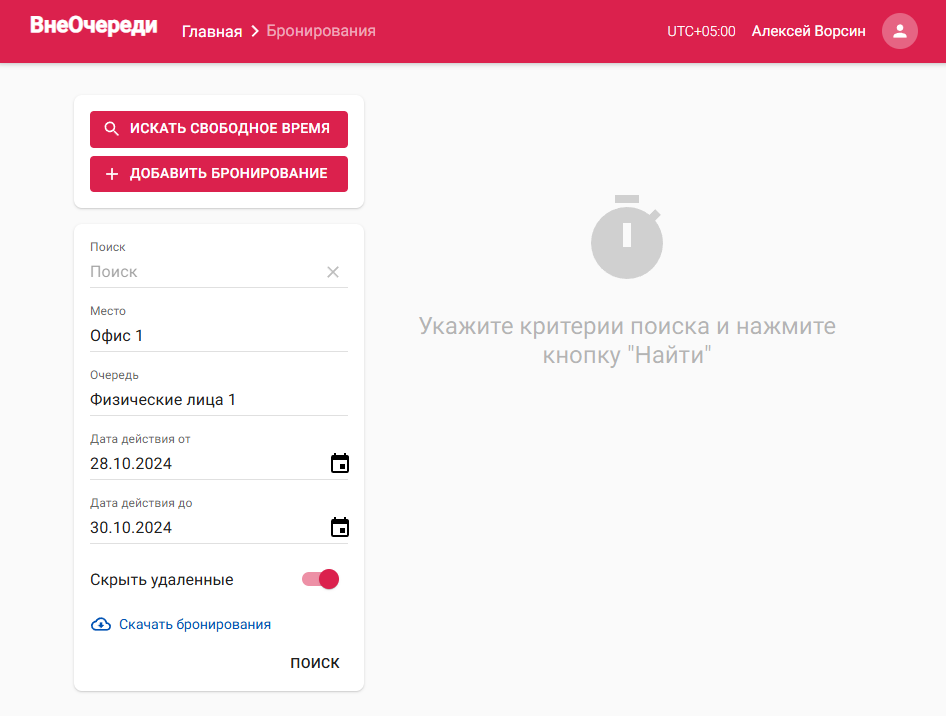 ВнеОчереди
Главная
Бронирования
UTC+05:00
Алексей Ворсин
ИСКАТЬ СВОБОДНОЕ ВРЕМЯ
ДОБАВИТЬ БРОНИРОВАНИЕ
Поиск
Поиск
Место
Офис 1
Очередь
Физические лица 1
Дата действия от
28.10.2024
Дата действия до
30.10.2024
Скрыть удаленные
Скачать бронирования
ПОИСК
Укажите критерии поиска и нажмите
кнопку "Найти"